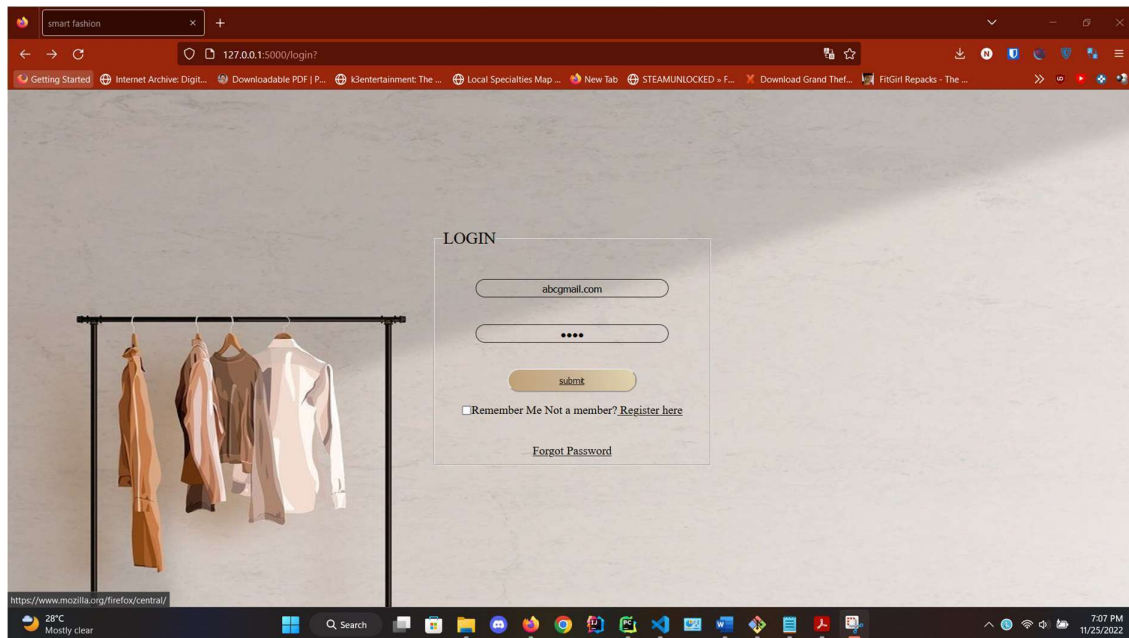 smart fashion
127.0.0.1:5000/login?
Getting Started Internet Archive: Digit... Downloadable PDF | P... k3entertainment: The ... Local Specialties Map ... New Tab STEAMUNLOCKED » F... Download Grand Thef... FitGirl Repacks - The ...
LOGIN
abcgmail.com
submit
Remember Me Not a member? Register here
Forgot Password
https://www.mozilla.org/firefox/central/
28°C
Mostly clear
Search
7:07 PM
11/25/2022